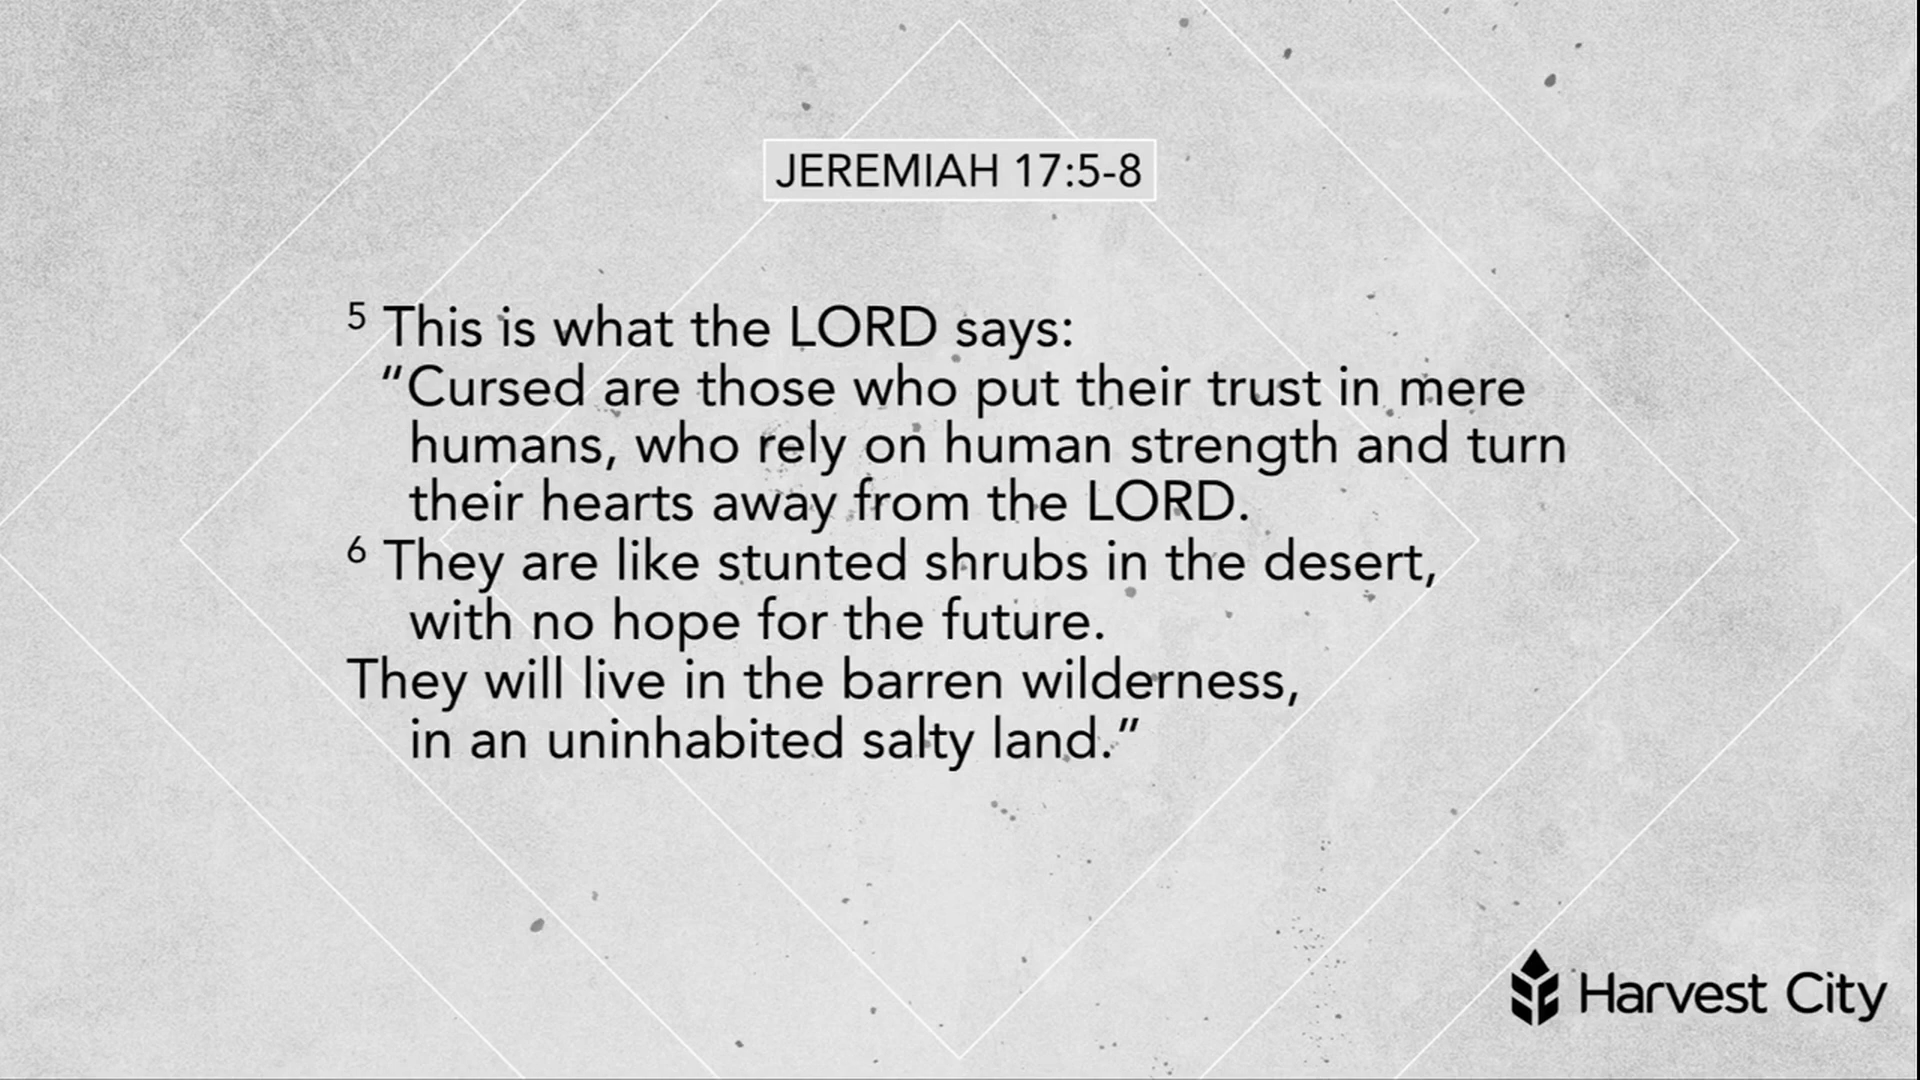 JEREMIAH 17:5-8
5 This is what the LORD says:
“Cursed are those who put their trust in mere
humans, who rely on human strength and turn
their hearts away from the LORD.
6 They are like stunted shrubs in the desert,
with no hope for the future.
They will live in the barren wilderness,
in an uninhabited salty land.”
Harvest City